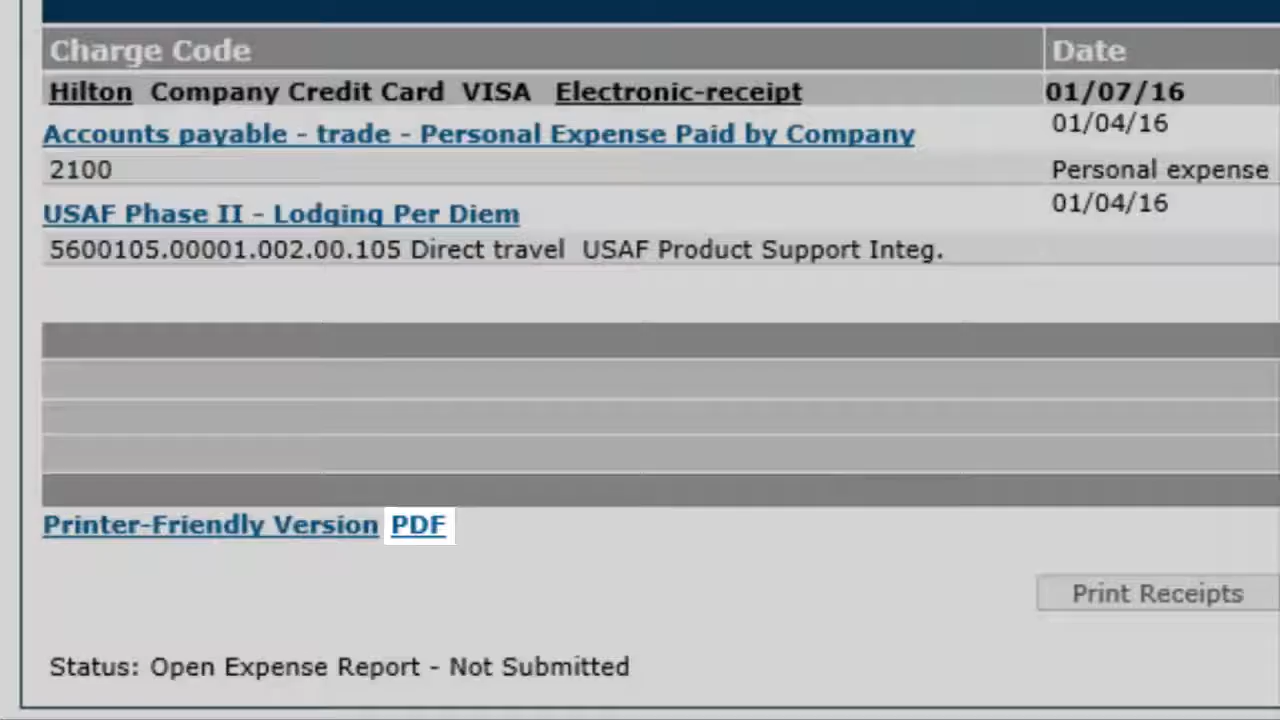 Charge Code Date
Hilton Company Credit Card VISA Electronic-receipt 01/07/16
Accounts payable - trade - Personal Expense Paid by Company 01/04/16
2100 Personal expense
USAF Phase II - Lodging Per Diem 01/04/16
5600105.00001.002.00.105 Direct travel USAF Product Support Integ.
Printer-Friendly Version PDF
Print Receipts
Status: Open Expense Report - Not Submitted